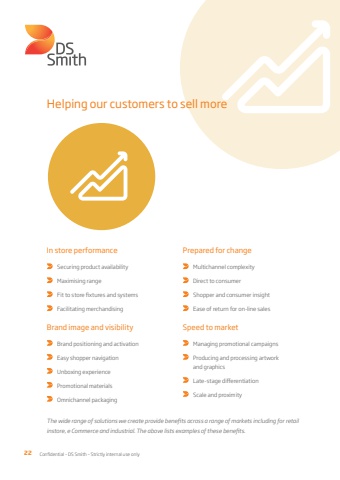 DS
Smith
Helping our customers to sell more
In store performance
Securing product availability
Maximising range
Fit to store fixtures and systems
Facilitating merchandising
Brand image and visibility
Brand positioning and activation
Easy shopper navigation
Unboxing experience
Promotional materials
Omnichannel packaging
Prepared for change
Multichannel complexity
Direct to consumer
Shopper and consumer insight
Ease of return for on-line sales
Speed to market
Managing promotional campaigns
Producing and processing artwork
and graphics
Late-stage differentiation
Scale and proximity
The wide range of solutions we create provide benefits across a range of markets including for retail
instore, e Commerce and industrial. The above lists examples of these benefits.
22 Confidential - DS Smith - Strictly internal use only.